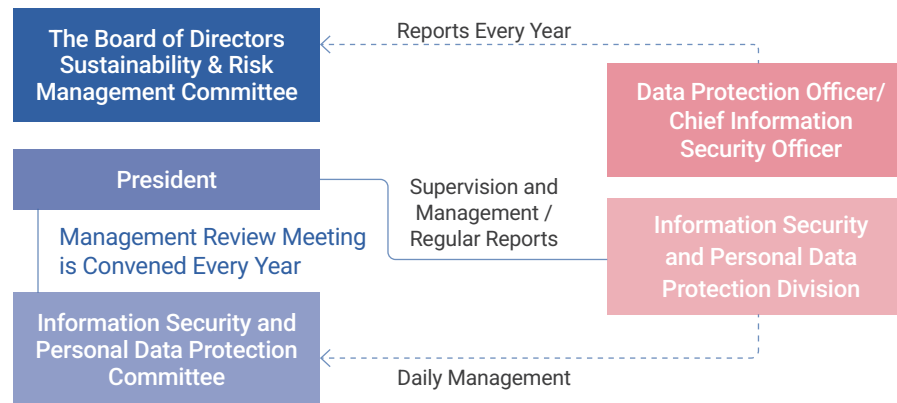 The Board of Directors
Sustainability & Risk
Management Committee
Reports Every Year
Data Protection Officer/
Chief Information
Security Officer
President
Supervision and
Management /
Regular Reports
Management Review Meeting
is Convened Every Year
Information Security
and Personal Data
Protection Division
Information Security and
Personal Data Protection
Committee
Daily Management